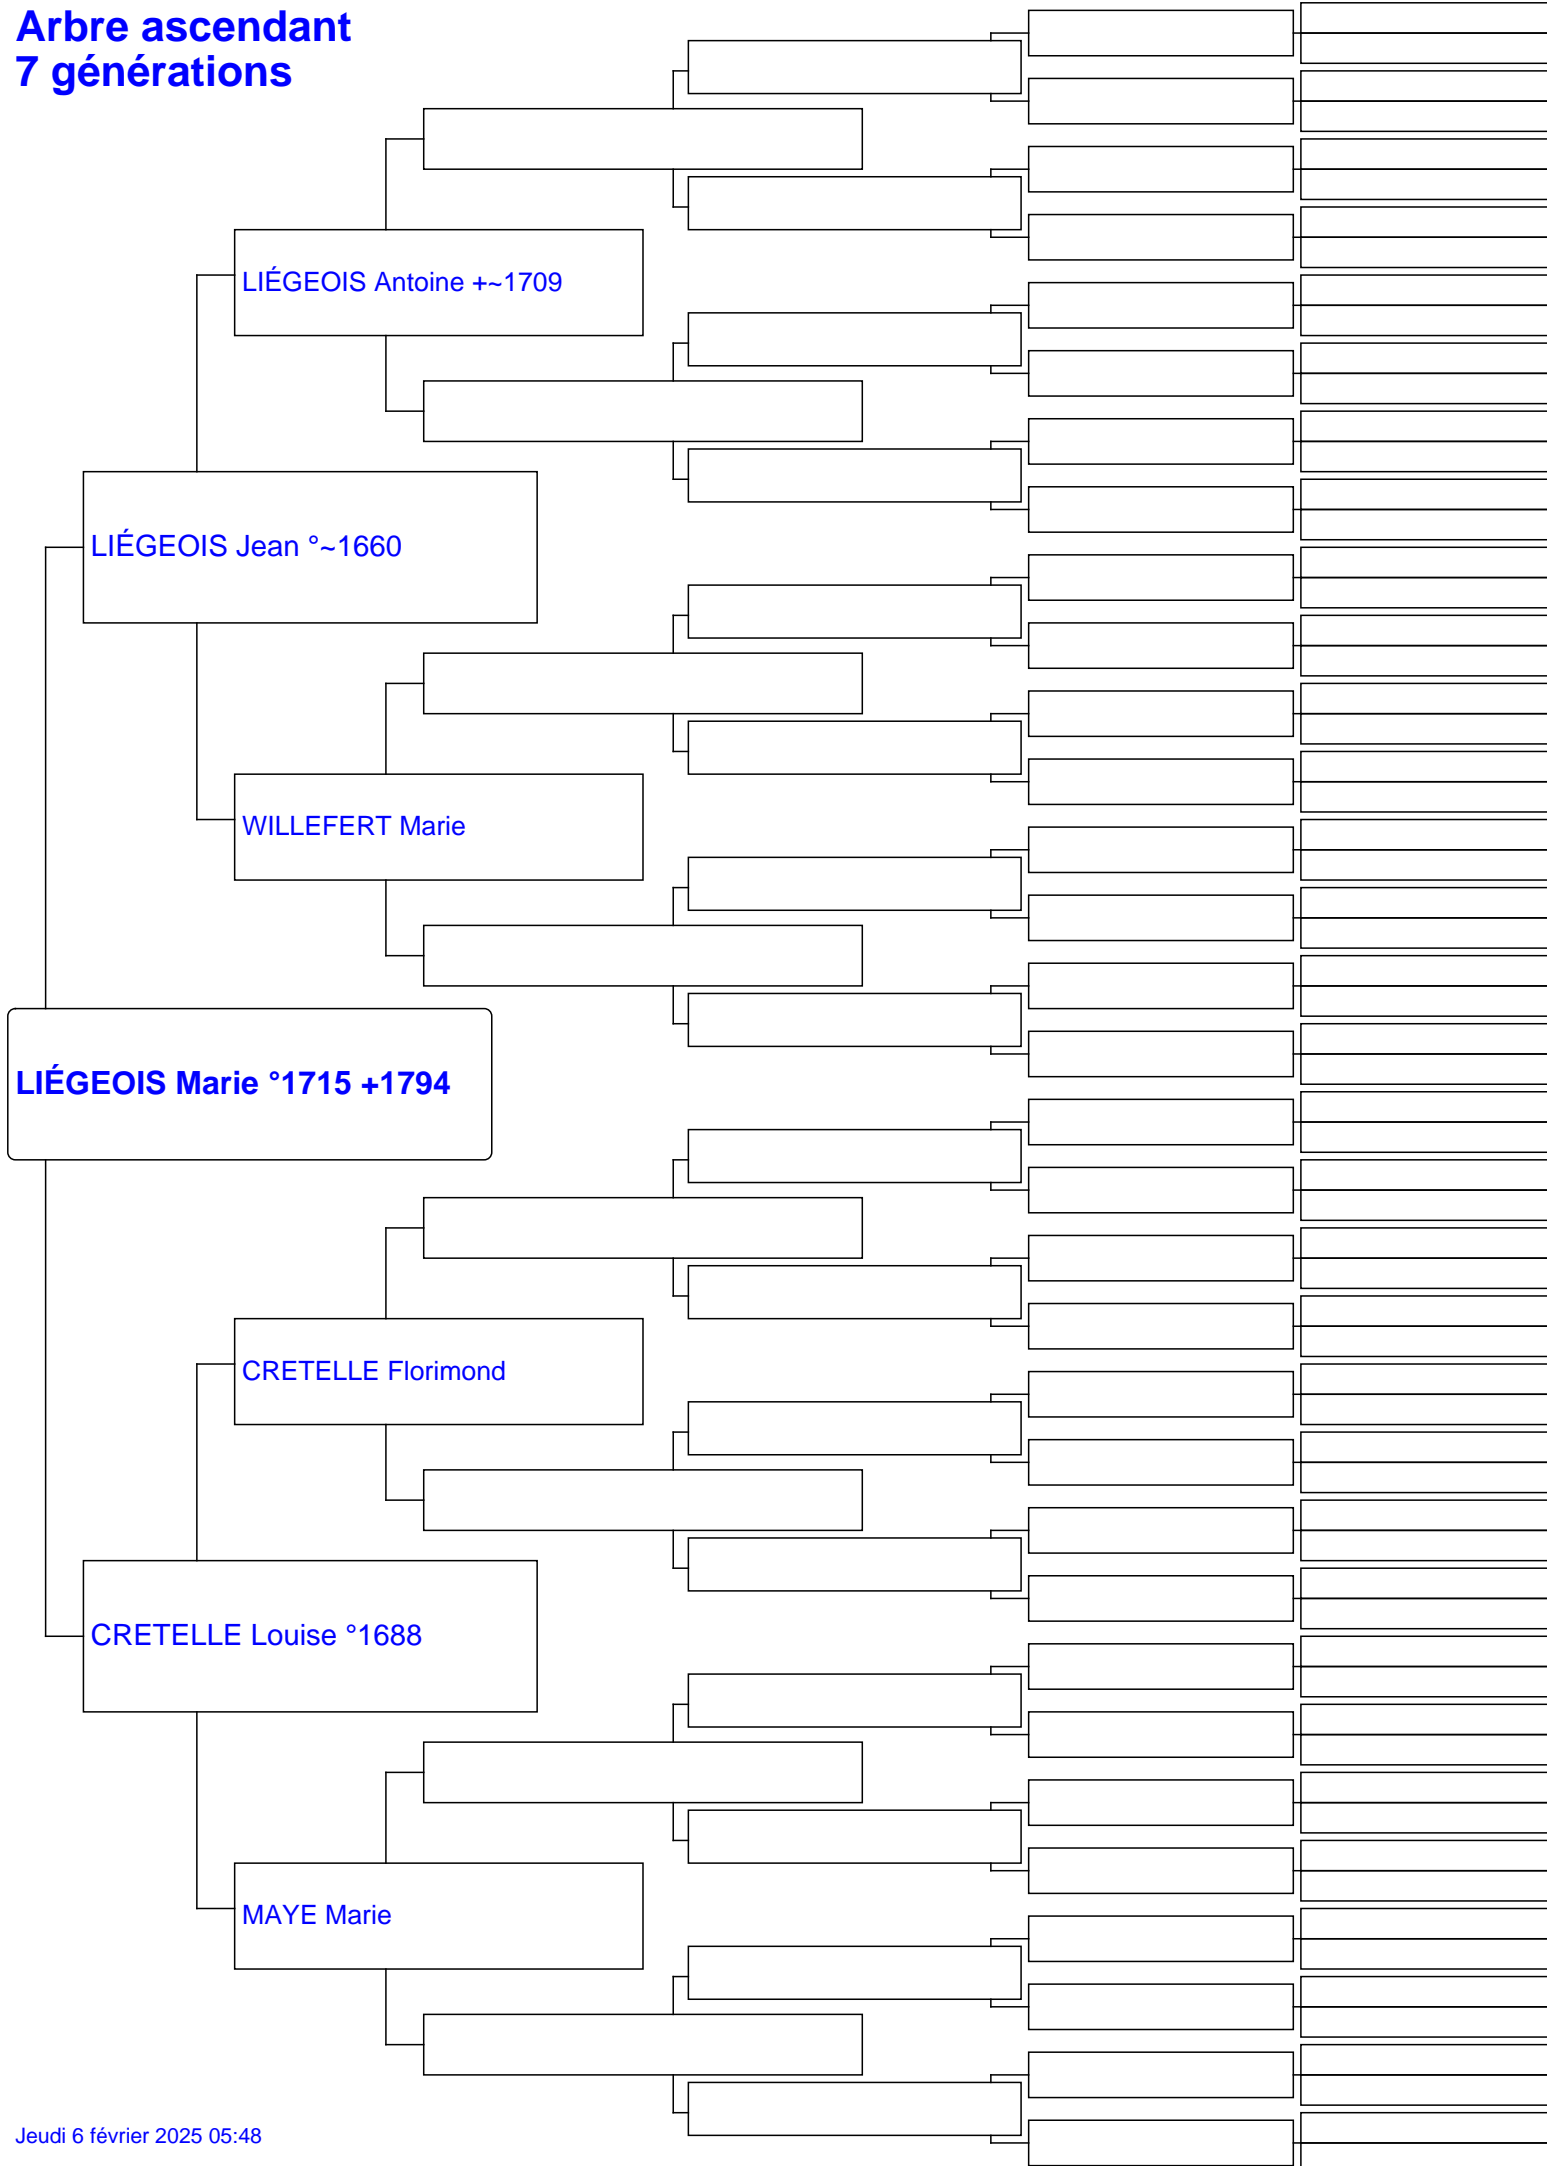 Arbre ascendant
7 générations
LIÉGEOIS Antoine +~1709
LIÉGEOIS Jean °~1660
WILLEFERT Marie
LIÉGEOIS Marie °1715 +1794
CRETELLE Florimond
CRETELLE Louise °1688
MAYE Marie
Jeudi 6 février 2025 05:48